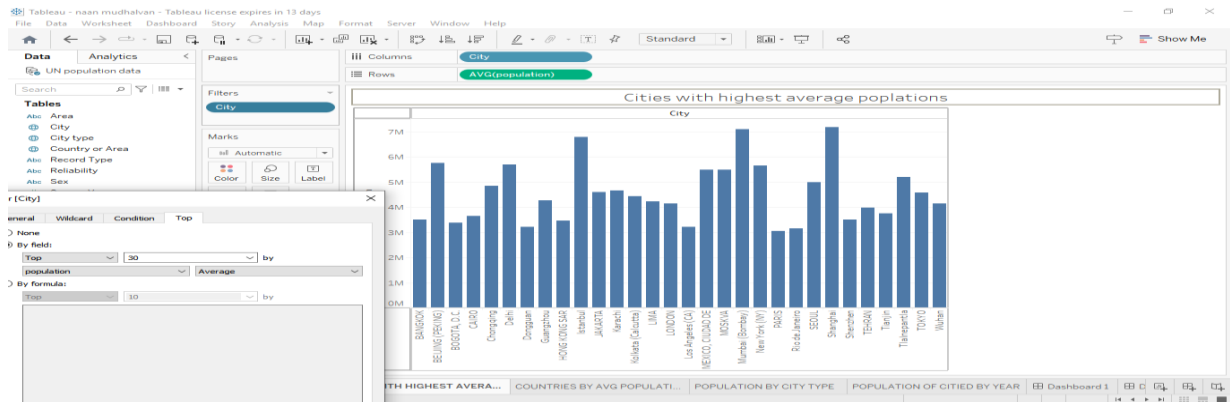 Tableau - naan mudhalvan - Tableau license expires in 13 days
File Data Worksheet Dashboard Story Analysis Map Format Server Window Help
Standard
Show Me
Data Analytics
UN population data
Search
Tables
Abc Area
City
City type
Country or Area
Abc Record Type
Abc Reliability
Abc Sex
Pages
Filters
City
Marks
Automatic
Color Size Label
Columns City
Rows AVG(population)
Cities with highest average poplations
City
7M
6M
5M
4M
3M
2M
1M
0M
BANGKOK
BEIJING (PEKING)
BOGOTA, D.C.
CAIRO
Chongqing
Delhi
Dongguan
Guangzhou
HONG KONG SAR
Istanbul
JAKARTA
Karachi
Kolkata (Calcutta)
LIMA
LONDON
Los Angeles (CA)
MEXICO, CIUDAD DE
MOSKVA
Mumbai (Bombay)
New York (NY)
PARIS
Rio de Janeiro
SEOUL
Shanghai
Shenzhen
TEHRAN
Tianjin
Tlalnepantla
TOKYO
Wuhan
r [City]
eneral Wildcard Condition Top
None
By field:
Top 30 by
population Average
By formula:
Top 10 by
TH HIGHEST AVERA... COUNTRIES BY AVG POPULATI... POPULATION BY CITY TYPE POPULATION OF CITIED BY YEAR Dashboard 1 D